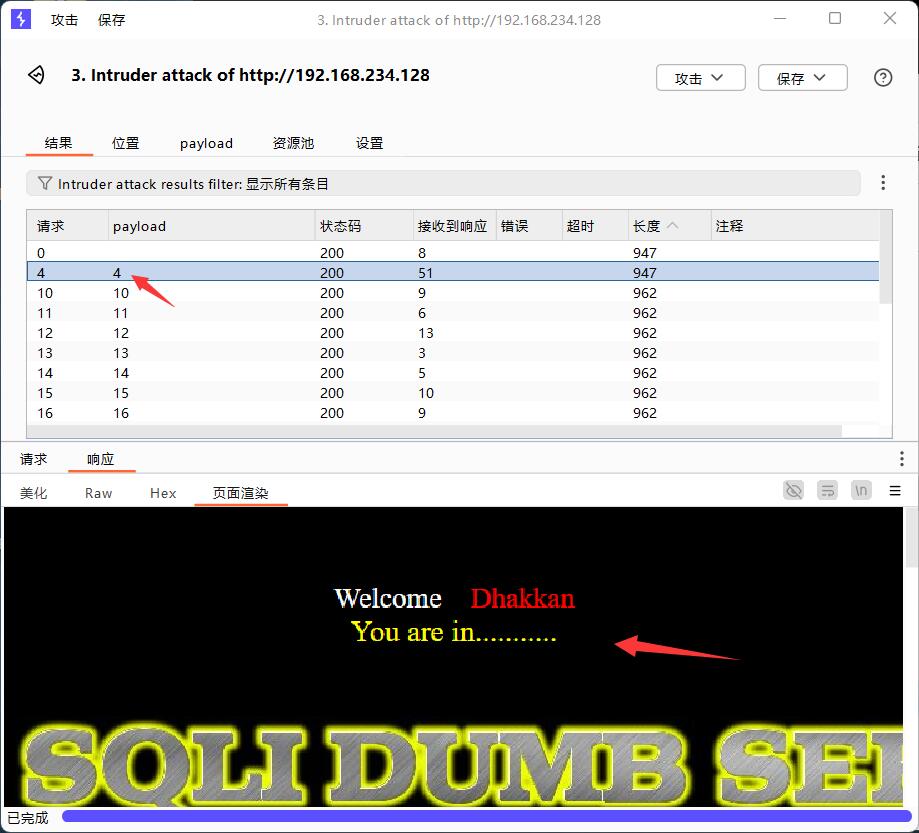 攻击 保存 3. Intruder attack of http://192.168.234.128
3. Intruder attack of http://192.168.234.128 攻击 保存
结果 位置 payload 资源池 设置
Intruder attack results filter: 显示所有条目
请求 payload 状态码 接收到响应 错误 超时 长度 注释
0 200 8 947
4 4 200 51 947
10 10 200 9 962
11 11 200 6 962
12 12 200 13 962
13 13 200 3 962
14 14 200 5 962
15 15 200 10 962
16 16 200 9 962
请求 响应
美化 Raw Hex 页面渲染 \n
Welcome Dhakkan
You are in...........
SQLI DUMB SE
已完成